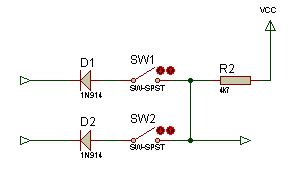 VCC
D1
SW1
R2
1N914
SW-SPST
4K7
D2
SW2
1N914
SW-SPST